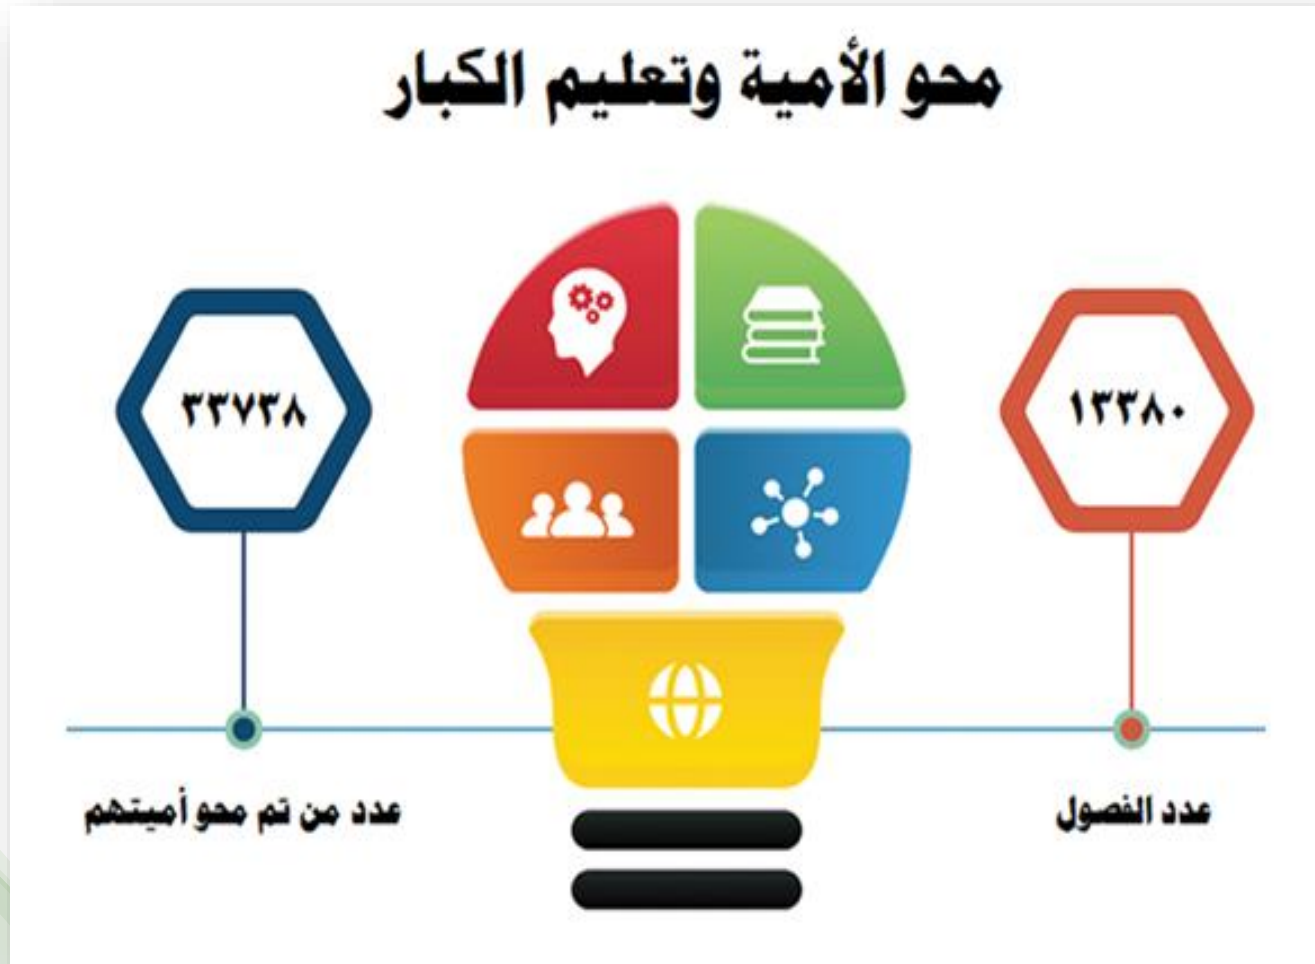 محو الأمية وتعليم الكبار
١٣٣٨٠
٣٣٧٣٨
عدد الفصول
عدد من تم محو أميتهم